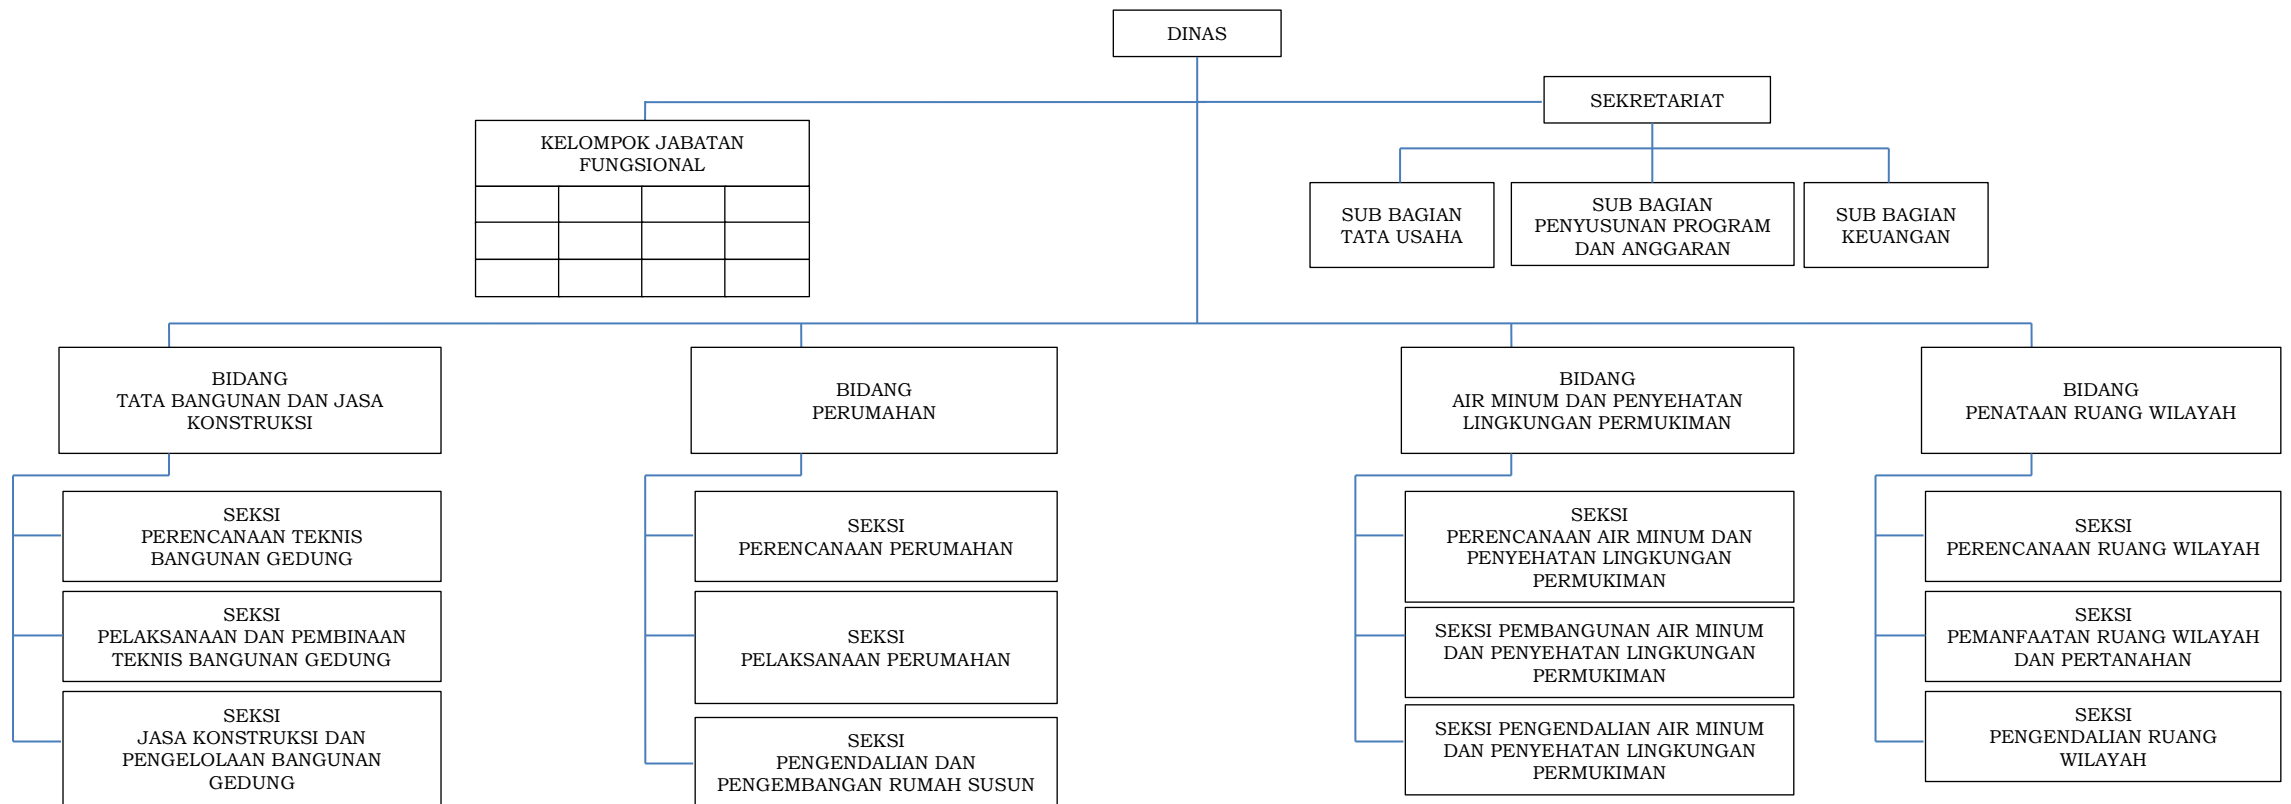 DINAS
SEKRETARIAT
KELOMPOK JABATAN
FUNGSIONAL
SUB BAGIAN
TATA USAHA
SUB BAGIAN
PENYUSUNAN PROGRAM
DAN ANGGARAN
SUB BAGIAN
KEUANGAN
BIDANG
TATA BANGUNAN DAN JASA
KONSTRUKSI
BIDANG
PERUMAHAN
BIDANG
AIR MINUM DAN PENYEHATAN
LINGKUNGAN PERMUKIMAN
BIDANG
PENATAAN RUANG WILAYAH
SEKSI
PERENCANAAN TEKNIS
BANGUNAN GEDUNG
SEKSI
PERENCANAAN PERUMAHAN
SEKSI
PERENCANAAN AIR MINUM DAN
PENYEHATAN LINGKUNGAN
PERMUKIMAN
SEKSI
PERENCANAAN RUANG WILAYAH
SEKSI
PELAKSANAAN DAN PEMBINAAN
TEKNIS BANGUNAN GEDUNG
SEKSI
PELAKSANAAN PERUMAHAN
SEKSI PEMBANGUNAN AIR MINUM
DAN PENYEHATAN LINGKUNGAN
PERMUKIMAN
SEKSI
PEMANFAATAN RUANG WILAYAH
DAN PERTANAHAN
SEKSI
JASA KONSTRUKSI DAN
PENGELOLAAN BANGUNAN
GEDUNG
SEKSI
PENGENDALIAN DAN
PENGEMBANGAN RUMAH SUSUN
SEKSI PENGENDALIAN AIR MINUM
DAN PENYEHATAN LINGKUNGAN
PERMUKIMAN
SEKSI
PENGENDALIAN RUANG
WILAYAH